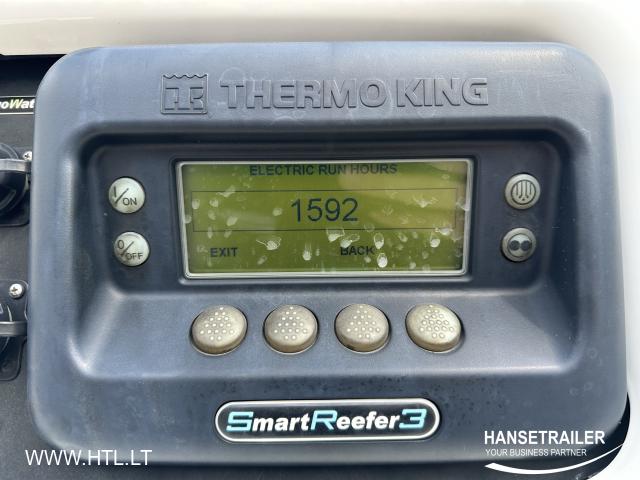 THERMO KING
ELECTRIC RUN HOURS
1592
EXIT BACK
I/ON
0/OFF
SmartReefer3
WWW.HTL.LT
HANSETRAILER
YOUR BUSINESS PARTNER